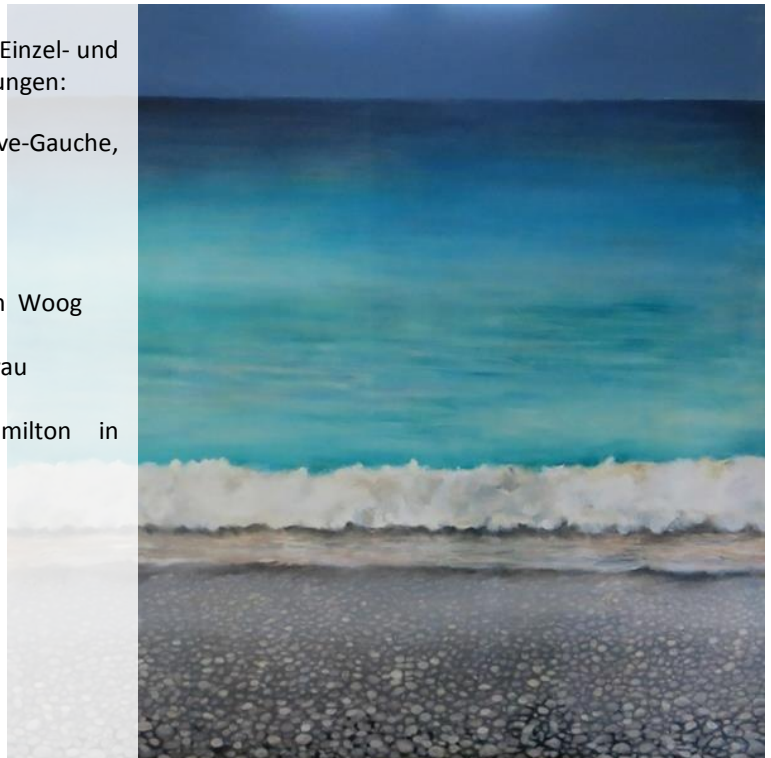 Einzel- und
ungen:
ve-Gauche,
n Woog
au
milton in